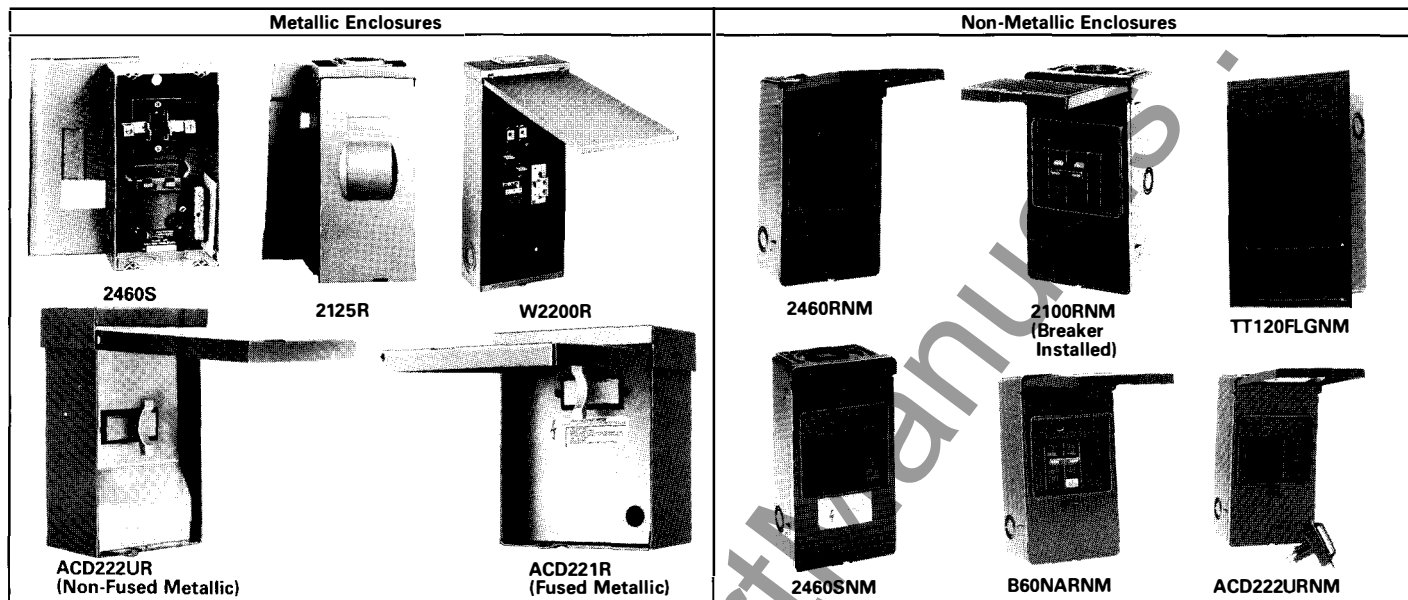 Metallic Enclosures
Non-Metallic Enclosures
2460S
2125R
W2200R
2460RNM
2100RNM
(Breaker
Installed)
TT120FLGNM
ACD222UR
(Non-Fused Metallic)
ACD221R
(Fused Metallic)
2460SNM
B60NARNM
ACD222URNM